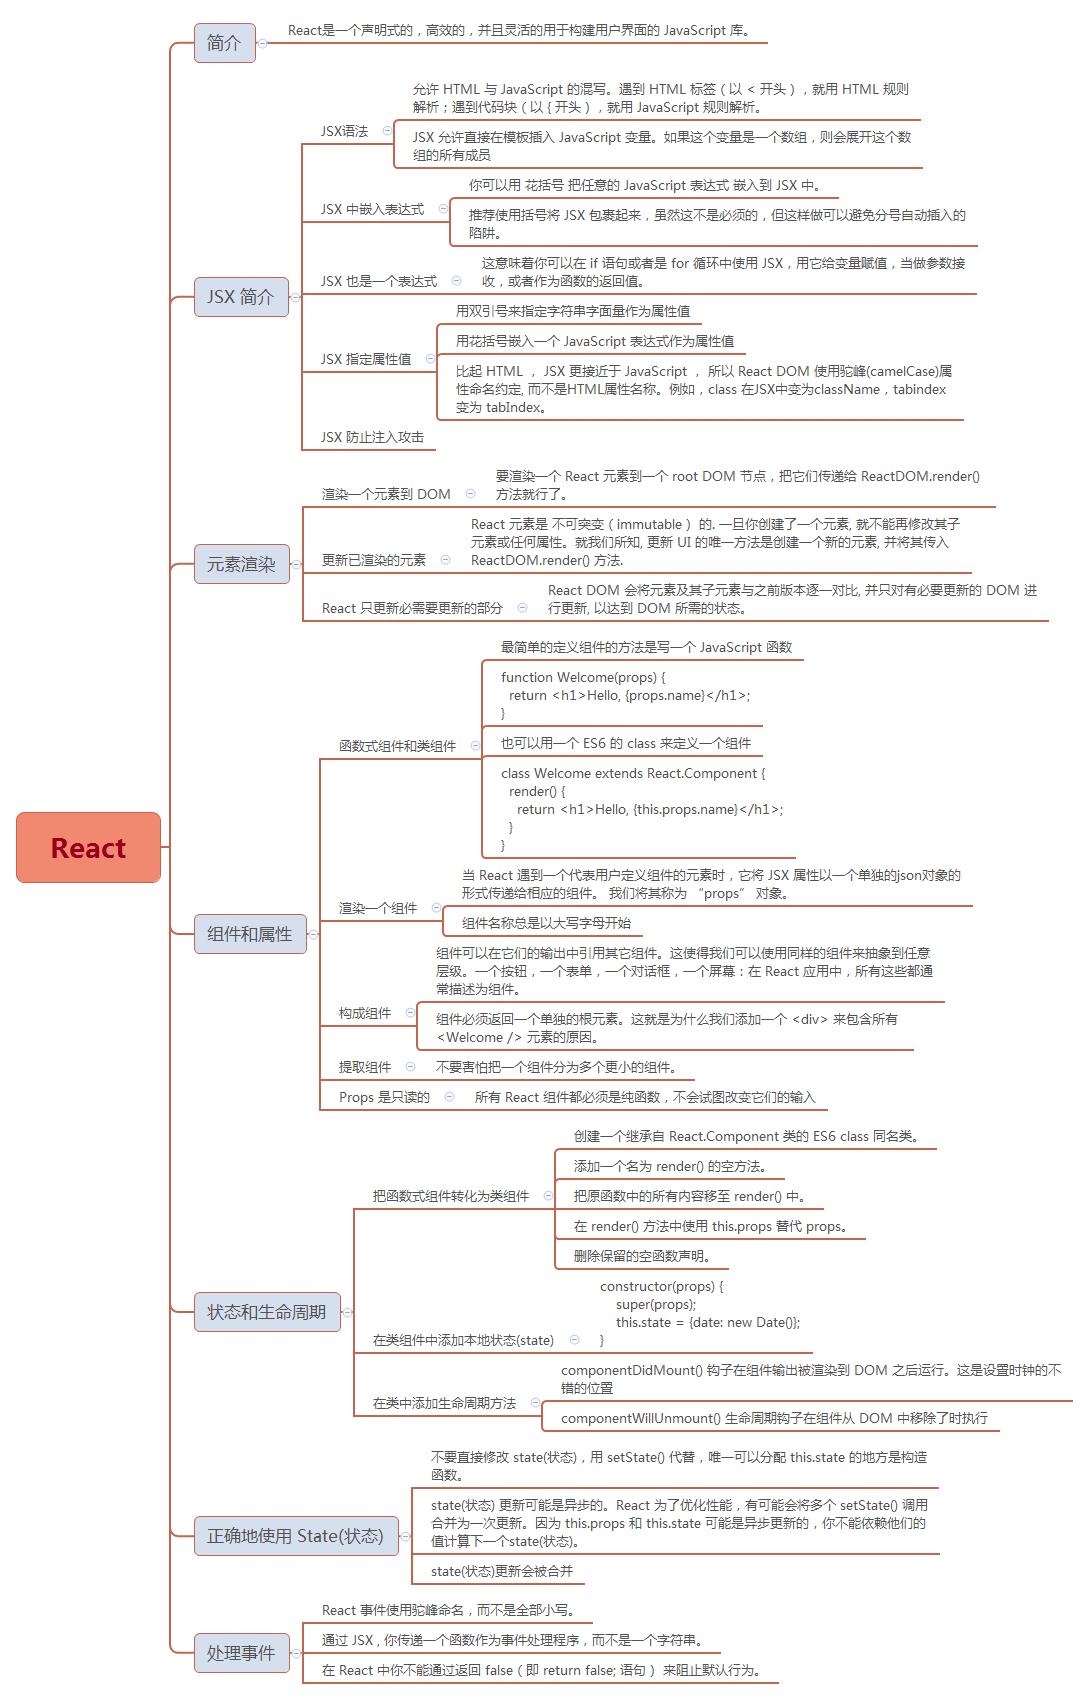 React
简介
React是一个声明式的，高效的，并且灵活的用于构建用户界面的 JavaScript 库。
JSX 简介
JSX语法
允许 HTML 与 JavaScript 的混写。遇到 HTML 标签（以 < 开头），就用 HTML 规则
解析；遇到代码块（以 { 开头），就用 JavaScript 规则解析。
JSX 允许直接在模板插入 JavaScript 变量。如果这个变量是一个数组，则会展开这个数
组的所有成员
JSX 中嵌入表达式
你可以用 花括号 把任意的 JavaScript 表达式 嵌入到 JSX 中。
推荐使用括号将 JSX 包裹起来，虽然这不是必须的，但这样做可以避免分号自动插入的
陷阱。
JSX 也是一个表达式
这意味着你可以在 if 语句或者是 for 循环中使用 JSX，用它给变量赋值，当做参数接
收，或者作为函数的返回值。
JSX 指定属性值
用双引号来指定字符串字面量作为属性值
用花括号嵌入一个 JavaScript 表达式作为属性值
比起 HTML ， JSX 更接近于 JavaScript ， 所以 React DOM 使用驼峰(camelCase)属
性命名约定, 而不是HTML属性名称。例如，class 在JSX中变为className，tabindex
变为 tabIndex。
JSX 防止注入攻击
元素渲染
渲染一个元素到 DOM
要渲染一个 React 元素到一个 root DOM 节点，把它们传递给 ReactDOM.render()
方法就行了。
更新已渲染的元素
React 元素是 不可突变（immutable） 的. 一旦你创建了一个元素, 就不能再修改其子
元素或任何属性。就我们所知, 更新 UI 的唯一方法是创建一个新的元素, 并将其传入
ReactDOM.render() 方法.
React 只更新必需要更新的部分
React DOM 会将元素及其子元素与之前版本逐一对比, 并只对有必要更新的 DOM 进
行更新, 以达到 DOM 所需的状态。
组件和属性
函数式组件和类组件
最简单的定义组件的方法是写一个 JavaScript 函数
function Welcome(props) {
return <h1>Hello, {props.name}</h1>;
}
也可以用一个 ES6 的 class 来定义一个组件
class Welcome extends React.Component {
render() {
return <h1>Hello, {this.props.name}</h1>;
}
}
渲染一个组件
当 React 遇到一个代表用户定义组件的元素时，它将 JSX 属性以一个单独的json对象的
形式传递给相应的组件。 我们将其称为 “props” 对象。
组件名称总是以大写字母开始
构成组件
组件可以在它们的输出中引用其它组件。这使得我们可以使用同样的组件来抽象到任意
层级。一个按钮，一个表单，一个对话框，一个屏幕：在 React 应用中，所有这些都通
常描述为组件。
组件必须返回一个单独的根元素。这就是为什么我们添加一个 <div> 来包含所有
<Welcome /> 元素的原因。
提取组件
不要害怕把一个组件分为多个更小的组件。
Props 是只读的
所有 React 组件都必须是纯函数，不会试图改变它们的输入
状态和生命周期
把函数式组件转化为类组件
创建一个继承自 React.Component 类的 ES6 class 同名类。
添加一个名为 render() 的空方法。
把原函数中的所有内容移至 render() 中。
在 render() 方法中使用 this.props 替代 props。
删除保留的空函数声明。
在类组件中添加本地状态(state)
constructor(props) {
super(props);
this.state = {date: new Date()};
}
在类中添加生命周期方法
componentDidMount() 钩子在组件输出被渲染到 DOM 之后运行。这是设置时钟的不
错的位置
componentWillUnmount() 生命周期钩子在组件从 DOM 中移除了时执行
正确地使用 State(状态)
不要直接修改 state(状态)，用 setState() 代替，唯一可以分配 this.state 的地方是构造
函数。
state(状态) 更新可能是异步的。React 为了优化性能，有可能会将多个 setState() 调用
合并为一次更新。因为 this.props 和 this.state 可能是异步更新的，你不能依赖他们的
值计算下一个state(状态)。
state(状态)更新会被合并
处理事件
React 事件使用驼峰命名，而不是全部小写。
通过 JSX , 你传递一个函数作为事件处理程序，而不是一个字符串。
在 React 中你不能通过返回 false（即 return false; 语句） 来阻止默认行为。